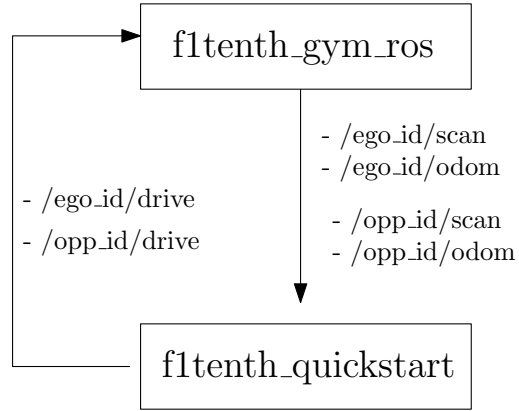 f1tenth_gym_ros
- /ego_id/scan
- /ego_id/odom
- /ego_id/drive
- /opp_id/drive
- /opp_id/scan
- /opp_id/odom
f1tenth_quickstart